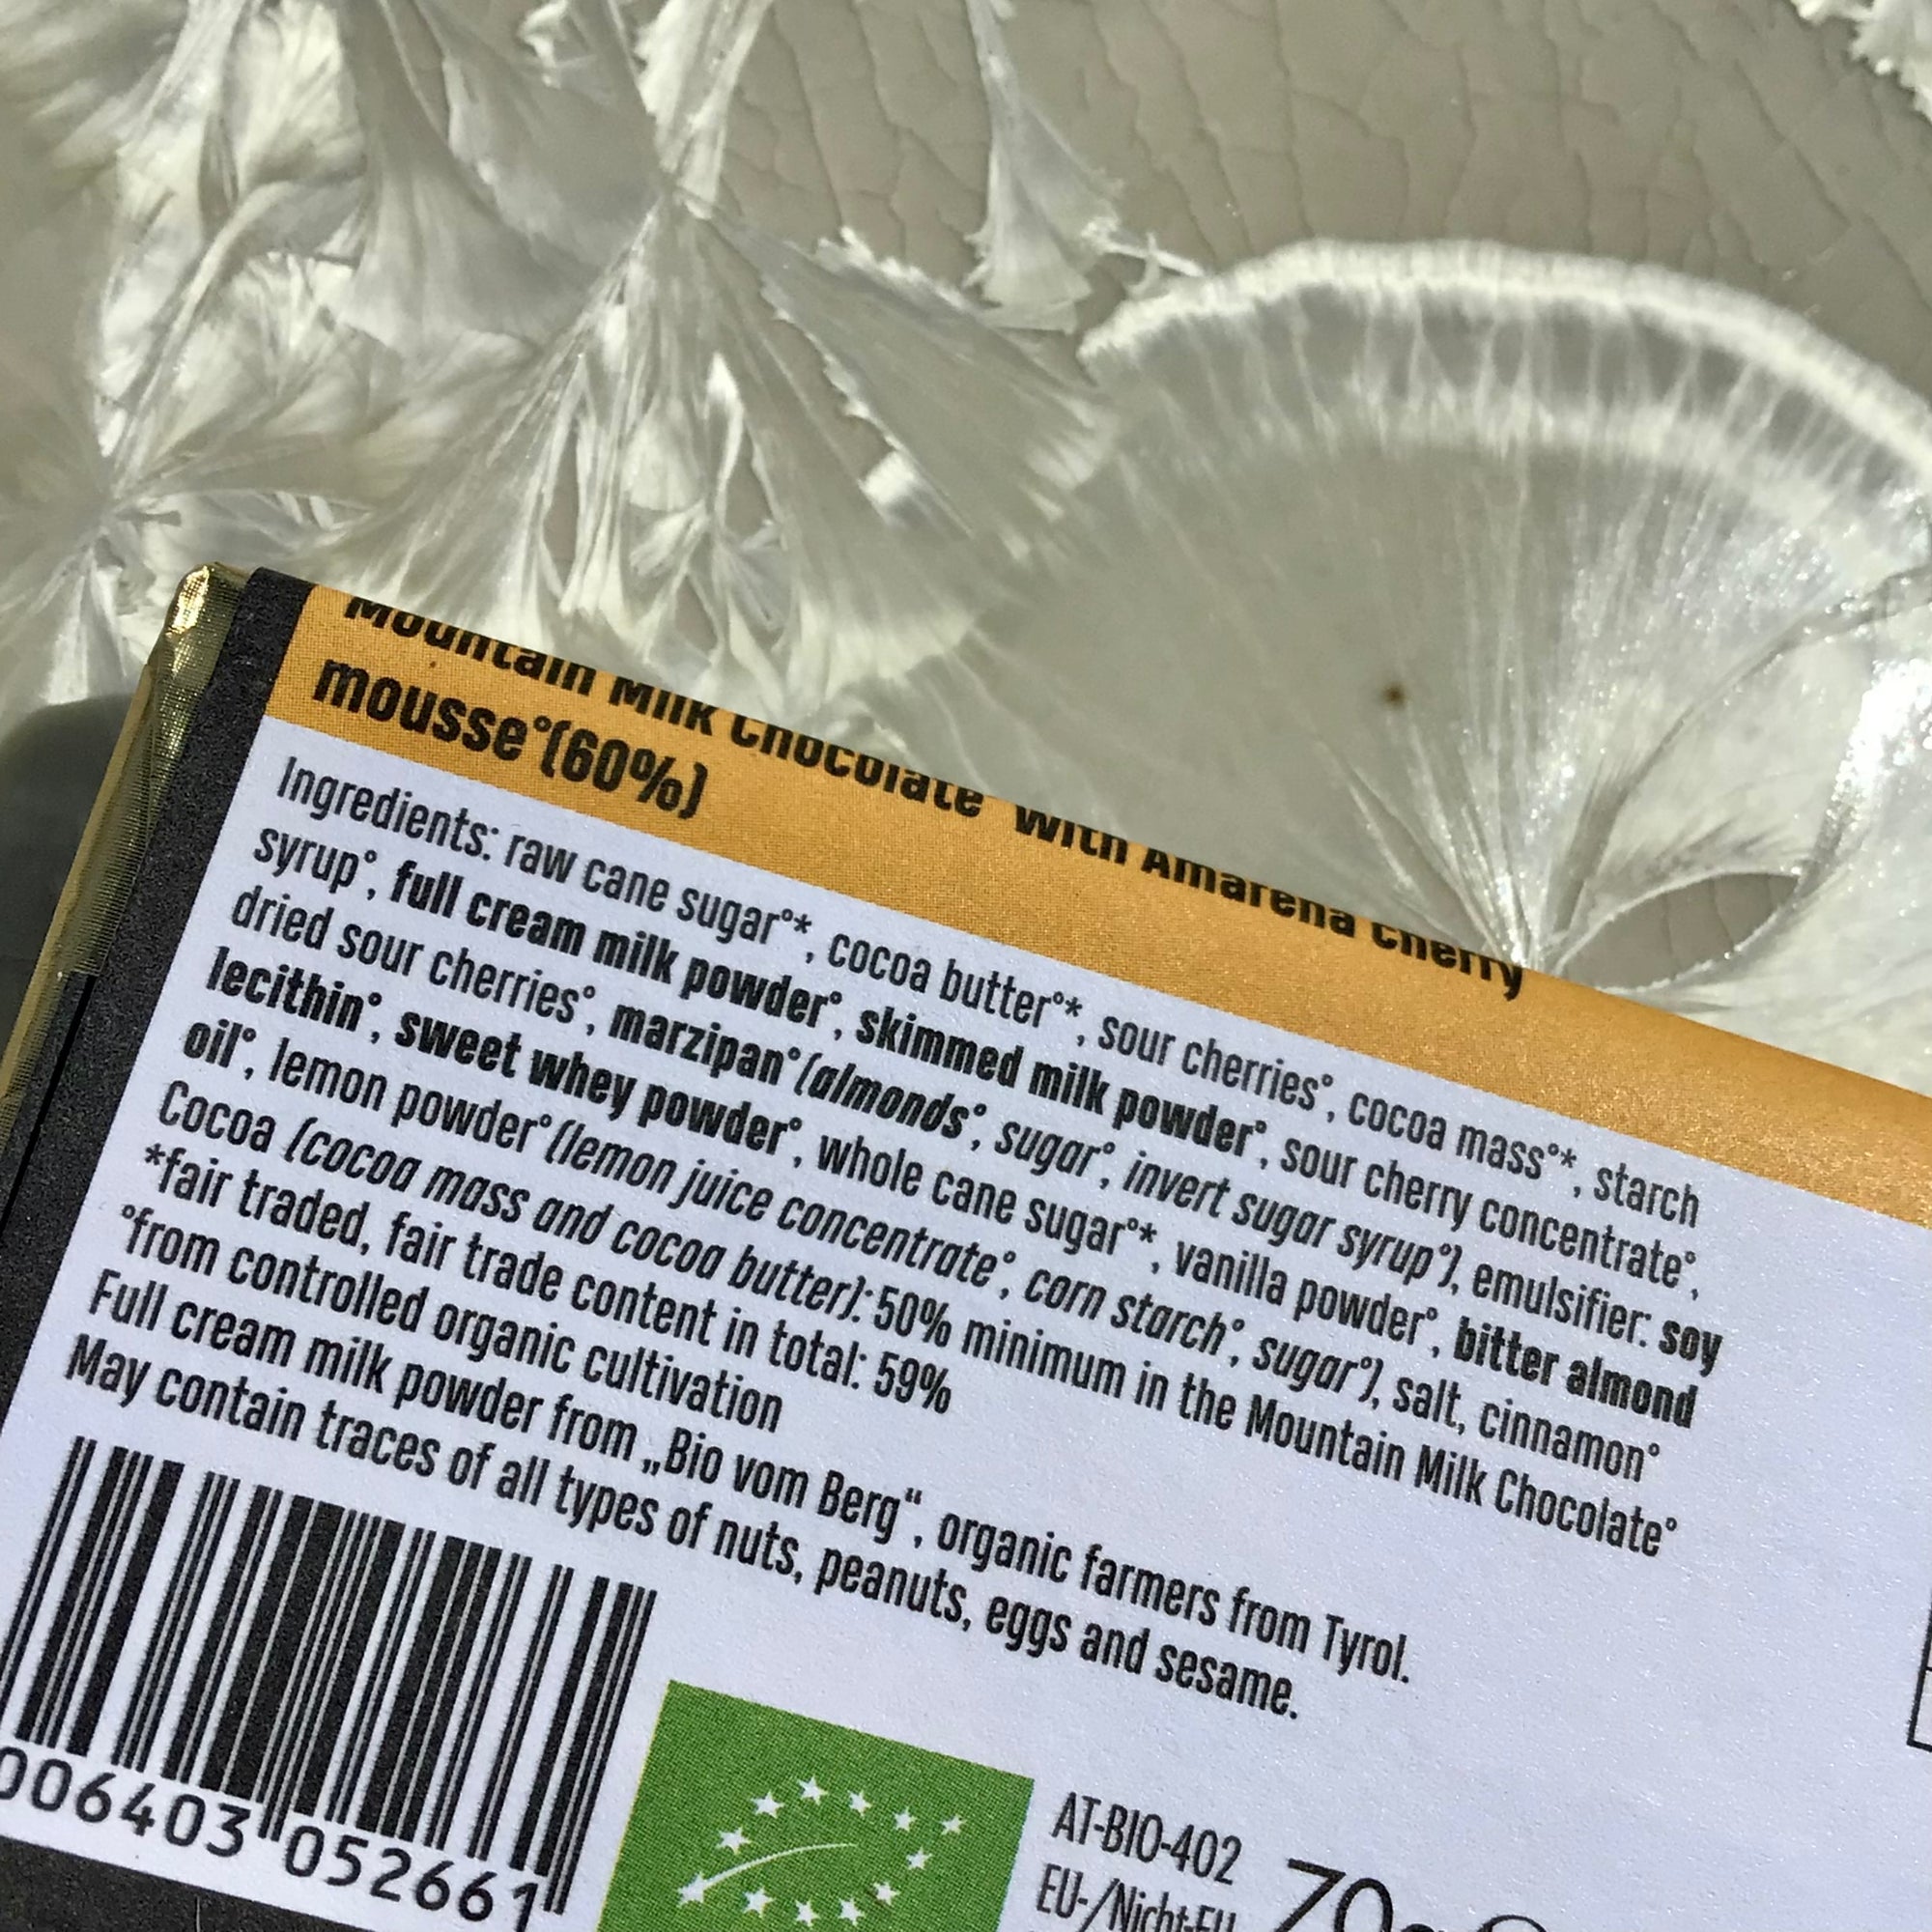 Mountain Milk Chocolate° with Amarena cherry
mousse°(60%)
Ingredients: raw cane sugar°*, cocoa butter°*, sour cherries°, cocoa mass°*, starch
syrup°, full cream milk powder°, skimmed milk powder°, sour cherry concentrate°,
dried sour cherries°, marzipan°(almonds°, sugar°, invert sugar syrup°), emulsifier: soy
lecithin°, sweet whey powder°, whole cane sugar°*, vanilla powder°, bitter almond
oil°, lemon powder°(lemon juice concentrate°, corn starch°, sugar°), salt, cinnamon°
Cocoa (cocoa mass and cocoa butter): 50% minimum in the Mountain Milk Chocolate°
*fair traded, fair trade content in total: 59%
°from controlled organic cultivation
Full cream milk powder from „Bio vom Berg“, organic farmers from Tyrol.
May contain traces of all types of nuts, peanuts, eggs and sesame.
006403 052661
AT-BIO-402
EU-/Nicht-EU
70g